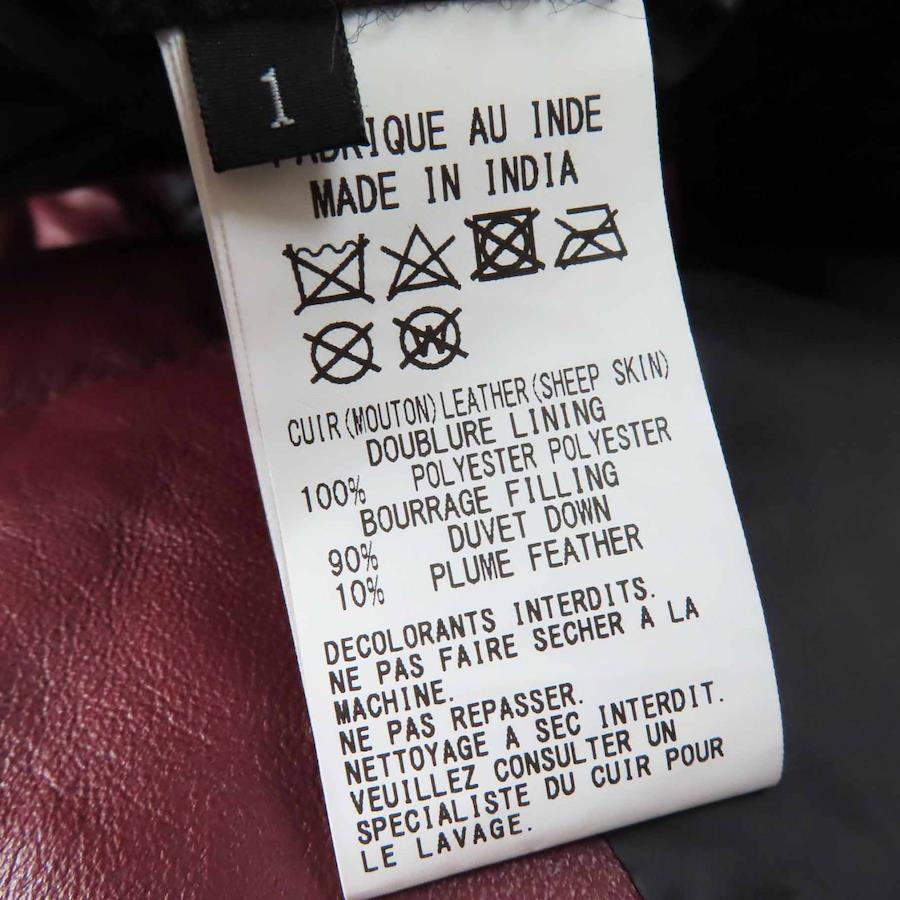 1
FABRIQUE AU INDE
MADE IN INDIA
W
CUIR(MOUTON)LEATHER(SHEEP SKIN)
DOUBLURE LINING
100% POLYESTER POLYESTER
BOURRAGE FILLING
90% DUVET DOWN
10% PLUME FEATHER
DECOLORANTS INTERDITS.
NE PAS FAIRE SECHER A LA
MACHINE.
NE PAS REPASSER.
NETTOYAGE A SEC INTERDIT.
VEUILLEZ CONSULTER UN
SPECIALISTE DU CUIR POUR
LE LAVAGE.